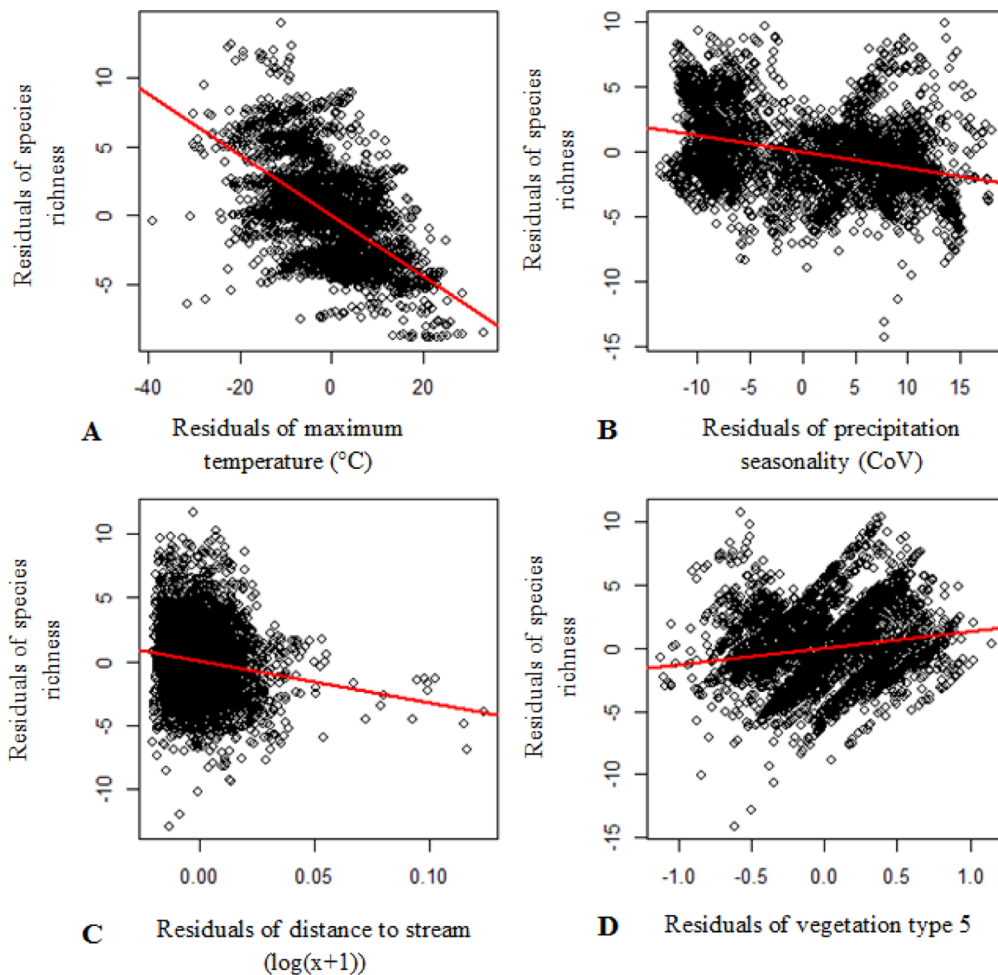 Residuals of species
richness
10
5
0
-5
-40
-20
0
20
A
Residuals of maximum
temperature (°C)
Residuals of species
richness
10
5
0
-5
-10
-15
-10
-5
0
5
10
15
B
Residuals of precipitation
seasonality (CoV)
Residuals of species
richness
10
5
0
-5
-10
0.00
0.05
0.10
C
Residuals of distance to stream
(log(x+1))
Residuals of species
richness
10
5
0
-5
-10
-15
-1.0
-0.5
0.0
0.5
1.0
D
Residuals of vegetation type 5